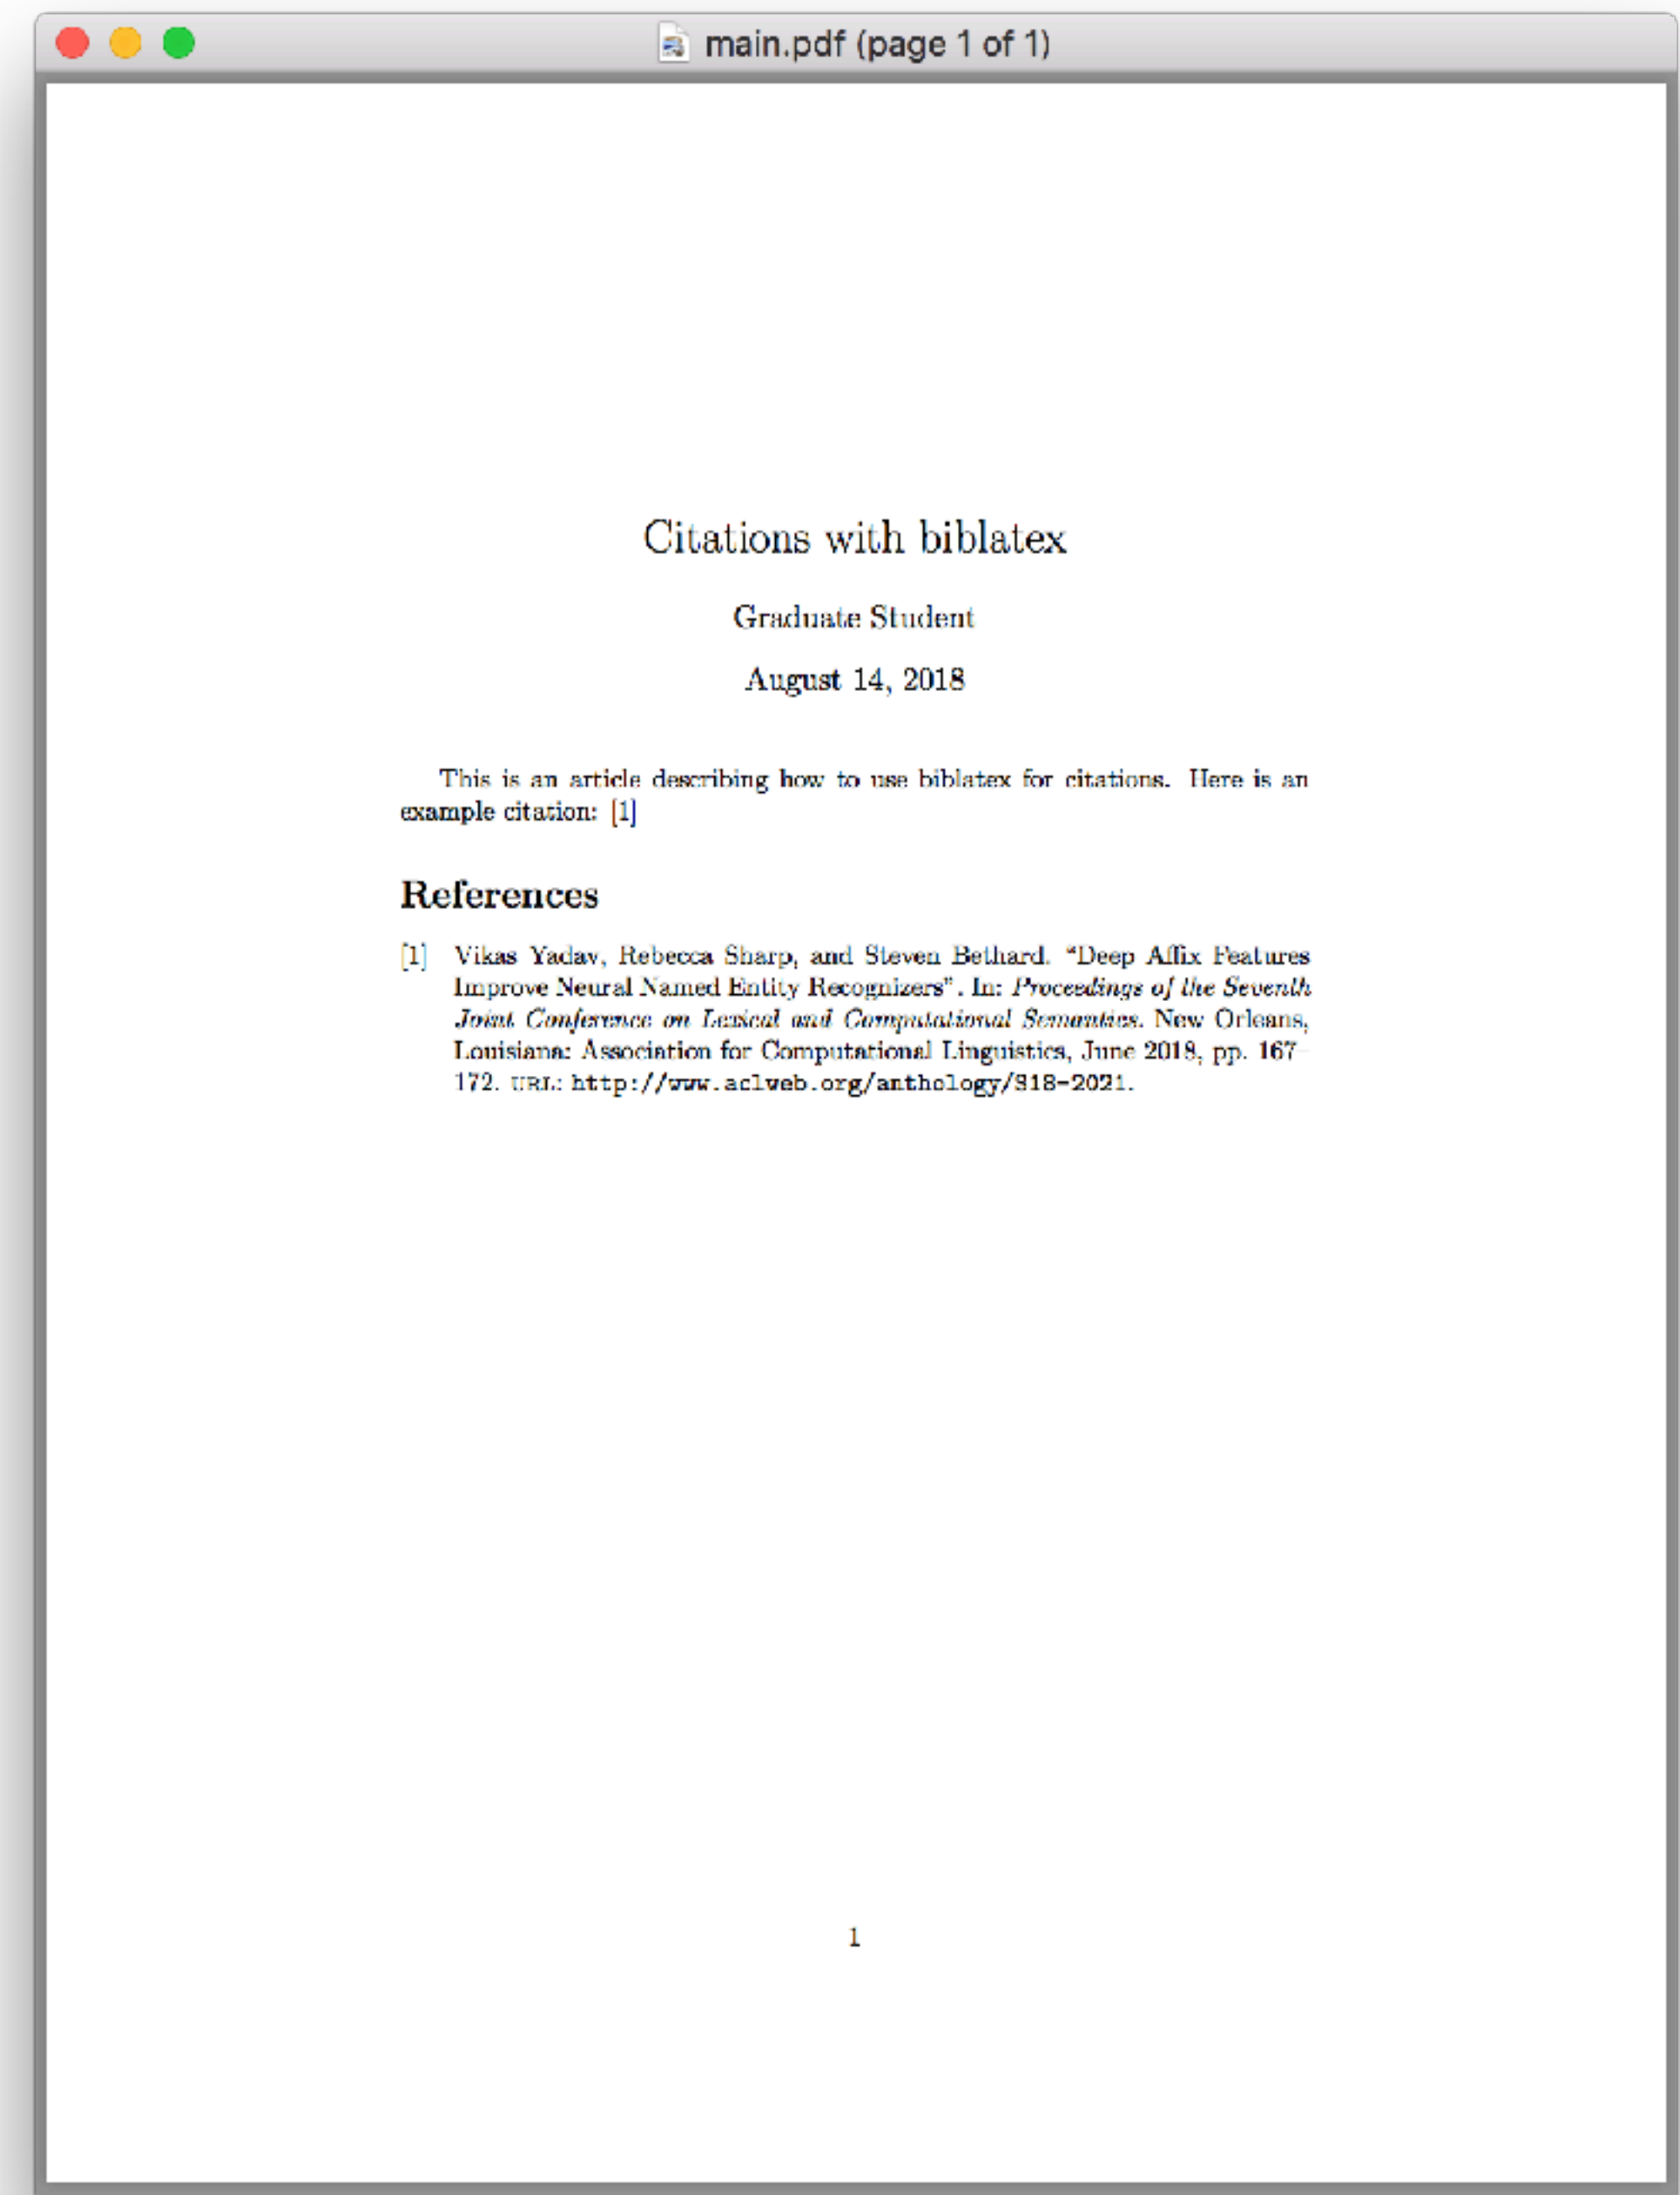 main.pdf (page 1 of 1)
Citations with biblatex
Graduate Student
August 14, 2018
This is an article describing how to use biblatex for citations. Here is an
example citation: [1]
References
[1] Vikas Yadav, Rebecca Sharp, and Steven Bethard. “Deep Affix Features
Improve Neural Named Entity Recognizers”. In: Proceedings of the Seventh
Joint Conference on Lexical and Computational Semantics. New Orleans,
Louisiana: Association for Computational Linguistics, June 2018, pp. 167–
172. URL: http://www.aclweb.org/anthology/S18-2021.
1